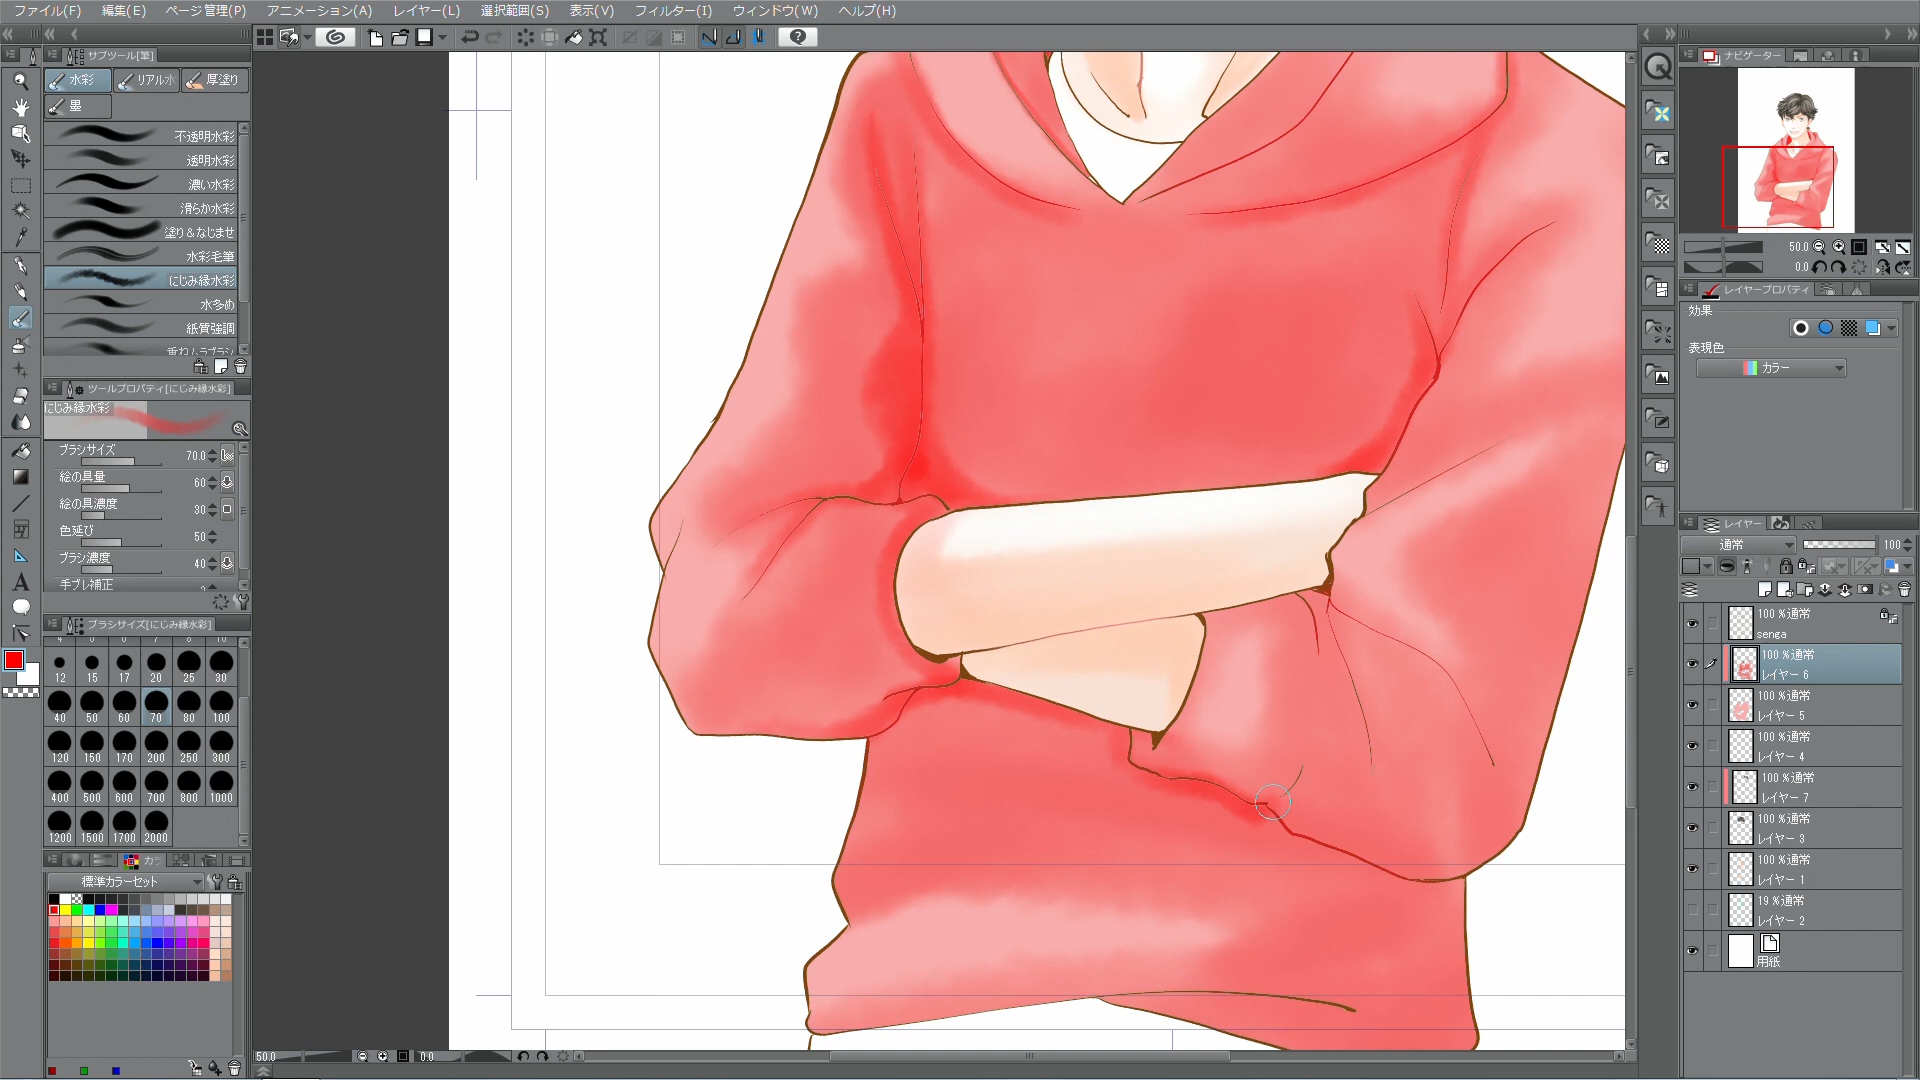 ファイル(F) 編集(E) ページ管理(P) アニメーション(A) レイヤー(L) 選択範囲(S) 表示(V) フィルター(I) ウィンドウ(W) ヘルプ(H)
サブツール[筆]
水彩 リアル水 厚塗り
墨
不透明水彩
透明水彩
濃い水彩
滑らか水彩
塗り&なじませ
水彩毛筆
にじみ縁水彩
水多め
紙質強調
重ねムラブラシ
ツールプロパティ[にじみ縁水彩]
にじみ縁水彩
ブラシサイズ 70.0
絵の具量 60
絵の具濃度 30
色延び 50
ブラシ濃度 40
手ブレ補正
ブラシサイズ[にじみ縁水彩]
12 15 17 20 25 30
40 50 60 70 80 100
120 150 170 200 250 300
400 500 600 700 800 1000
1200 1500 1700 2000
カラ
標準カラーセット
50.0 0.0
ナビゲーター
50.0
0.0
レイヤープロパティ
効果
表現色
カラー
レイヤー
通常 100
100 %通常
senga
100 %通常
レイヤー 6
100 %通常
レイヤー 5
100 %通常
レイヤー 4
100 %通常
レイヤー 7
100 %通常
レイヤー 3
100 %通常
レイヤー 1
19 %通常
レイヤー 2
用紙